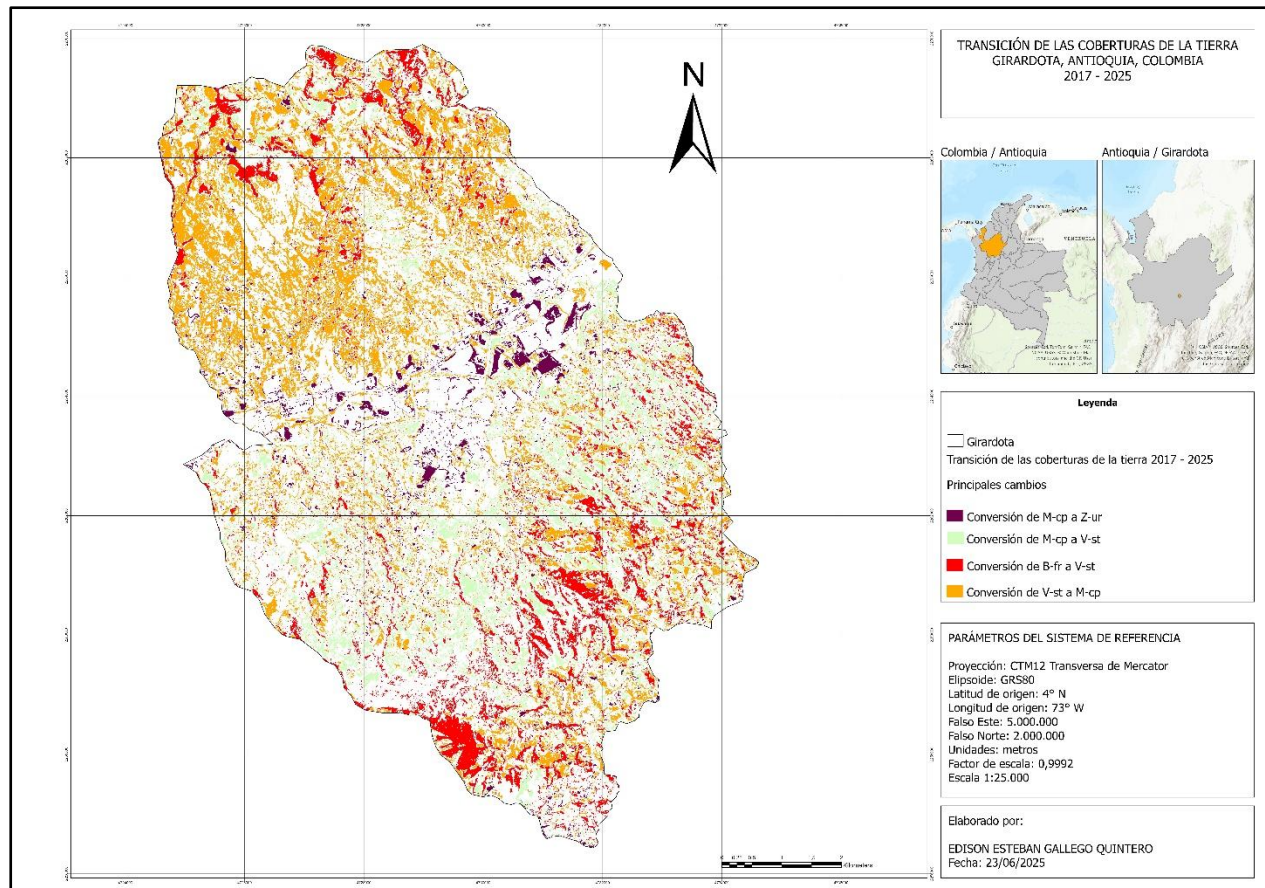 TRANSICIÓN DE LAS COBERTURAS DE LA TIERRA
GIRARDOTA, ANTIOQUIA, COLOMBIA
2017 - 2025
N
Colombia / Antioquia
Antioquia / Girardota
VENEZUELA
Leyenda
Girardota
Transición de las coberturas de la tierra 2017 - 2025
Principales cambios
Conversión de M-cp a Z-ur
Conversión de M-cp a V-st
Conversión de B-fr a V-st
Conversión de V-st a M-cp
PARÁMETROS DEL SISTEMA DE REFERENCIA
Proyección: CTM12 Transversa de Mercator
Elipsoide: GRS80
Latitud de origen: 4° N
Longitud de origen: 73° W
Falso Este: 5.000.000
Falso Norte: 2.000.000
Unidades: metros
Factor de escala: 0,9992
Escala 1:25.000
Elaborado por:
EDISON ESTEBAN GALLEGO QUINTERO
Fecha: 23/06/2025
Kilometers